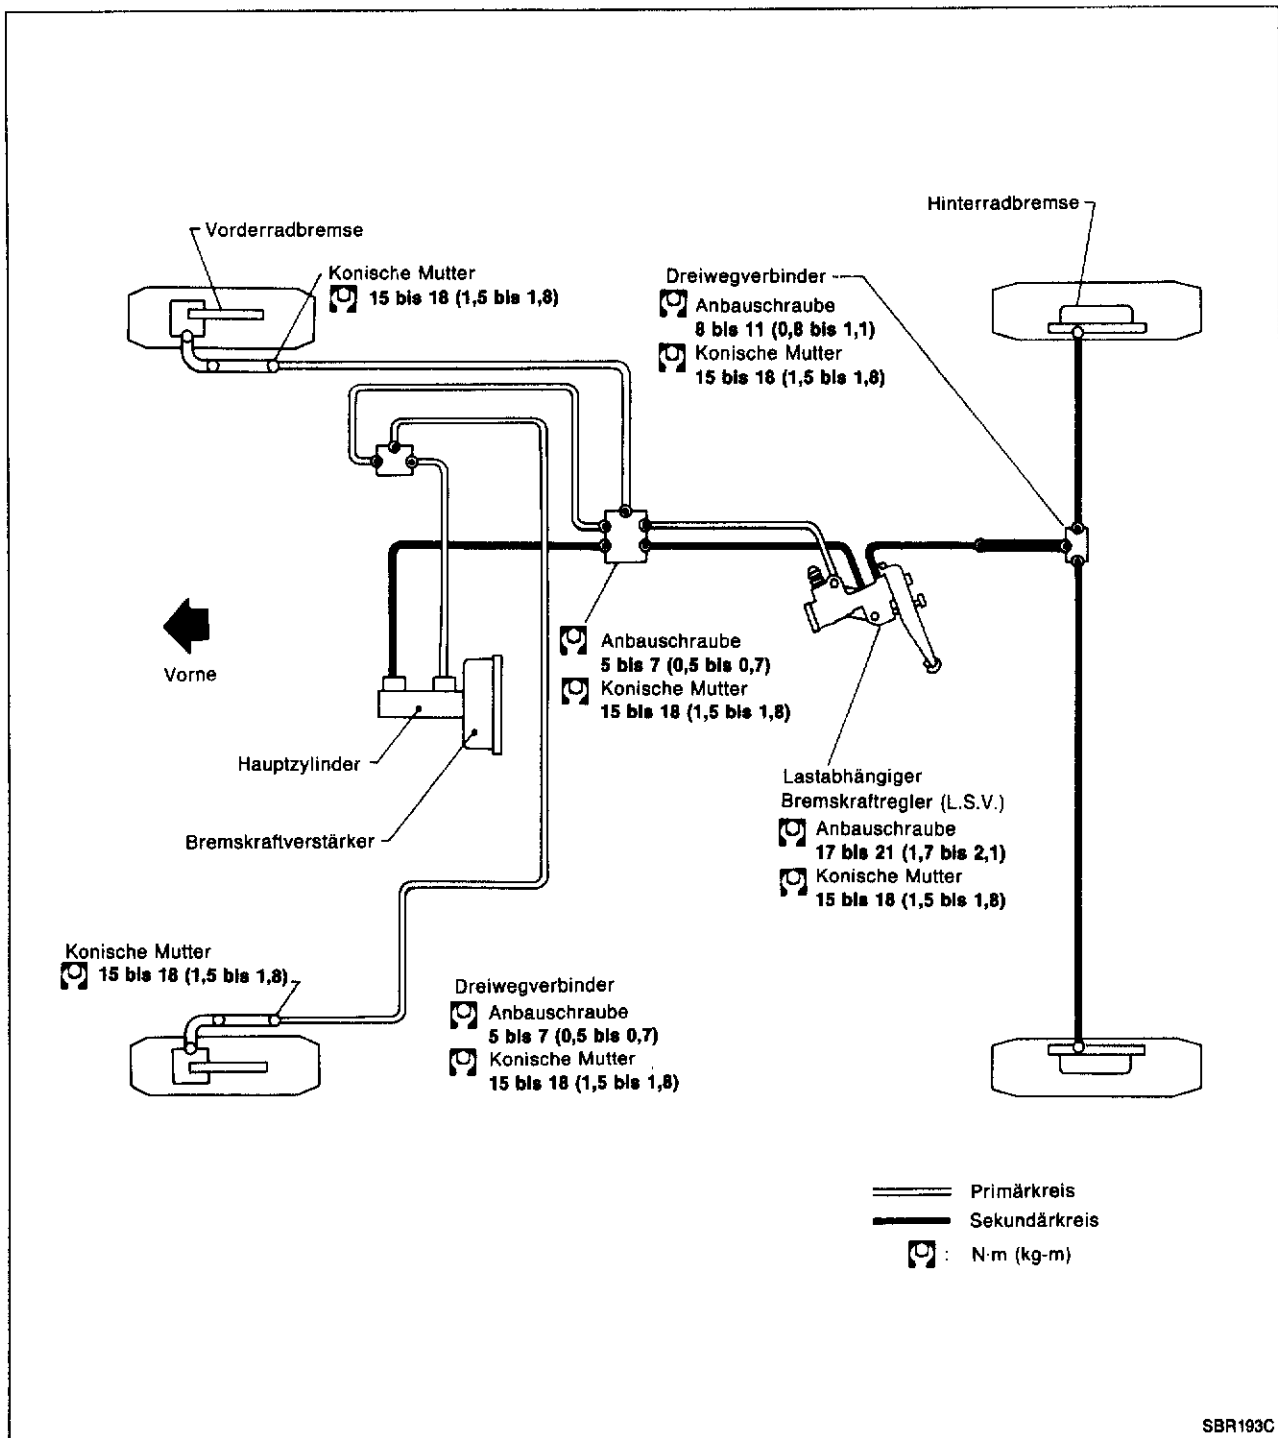 Hinterradbremse
Vorderradbremse
Konische Mutter
15 bis 18 (1,5 bis 1,8)
Dreiwegverbinder
Anbauschraube
8 bis 11 (0,8 bis 1,1)
Konische Mutter
15 bis 18 (1,5 bis 1,8)
Vorne
Anbauschraube
5 bis 7 (0,5 bis 0,7)
Konische Mutter
15 bis 18 (1,5 bis 1,8)
Hauptzylinder
Bremskraftverstärker
Lastabhängiger
Bremskraftregler (L.S.V.)
Anbauschraube
17 bis 21 (1,7 bis 2,1)
Konische Mutter
15 bis 18 (1,5 bis 1,8)
Konische Mutter
15 bis 18 (1,5 bis 1,8)
Dreiwegverbinder
Anbauschraube
5 bis 7 (0,5 bis 0,7)
Konische Mutter
15 bis 18 (1,5 bis 1,8)
Primärkreis
Sekundärkreis
: N·m (kg-m)
SBR193C